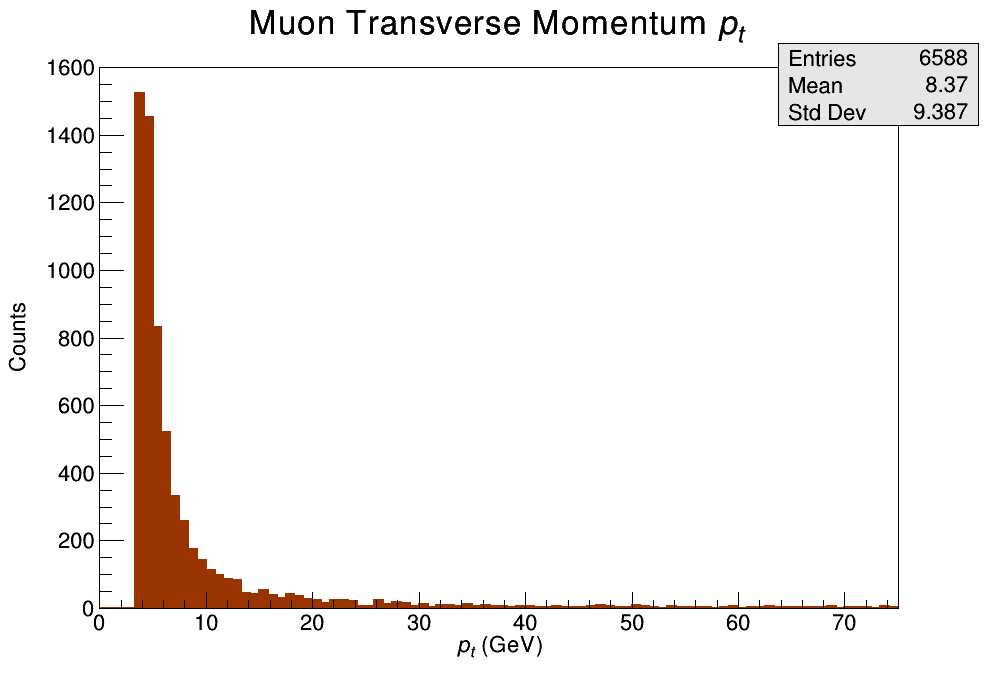 Muon Transverse Momentum pt
Entries 6588
Mean 8.37
Std Dev 9.387
1600
1400
1200
1000
800
600
400
200
0
Counts
0 10 20 30 40 50 60 70
pt (GeV)